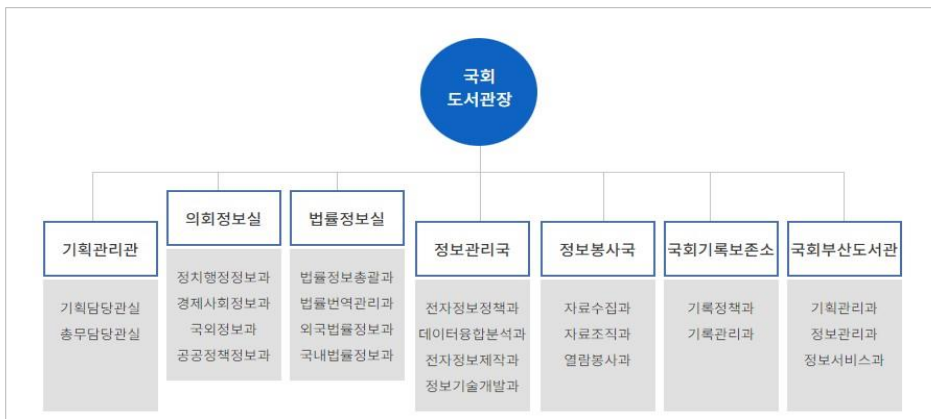 국회
도서관장
기획관리관
기획담당관실
총무담당관실
의회정보실
정치행정정보과
경제사회정보과
국외정보과
공공정책정보과
법률정보실
법률정보총괄과
법률번역관리과
외국법률정보과
국내법률정보과
정보관리국
전자정보정책과
데이터융합분석과
전자정보제작과
정보기술개발과
정보봉사국
자료수집과
자료조직과
열람봉사과
국회기록보존소
기록정책과
기록관리과
국회부산도서관
기획관리과
정보관리과
정보서비스과